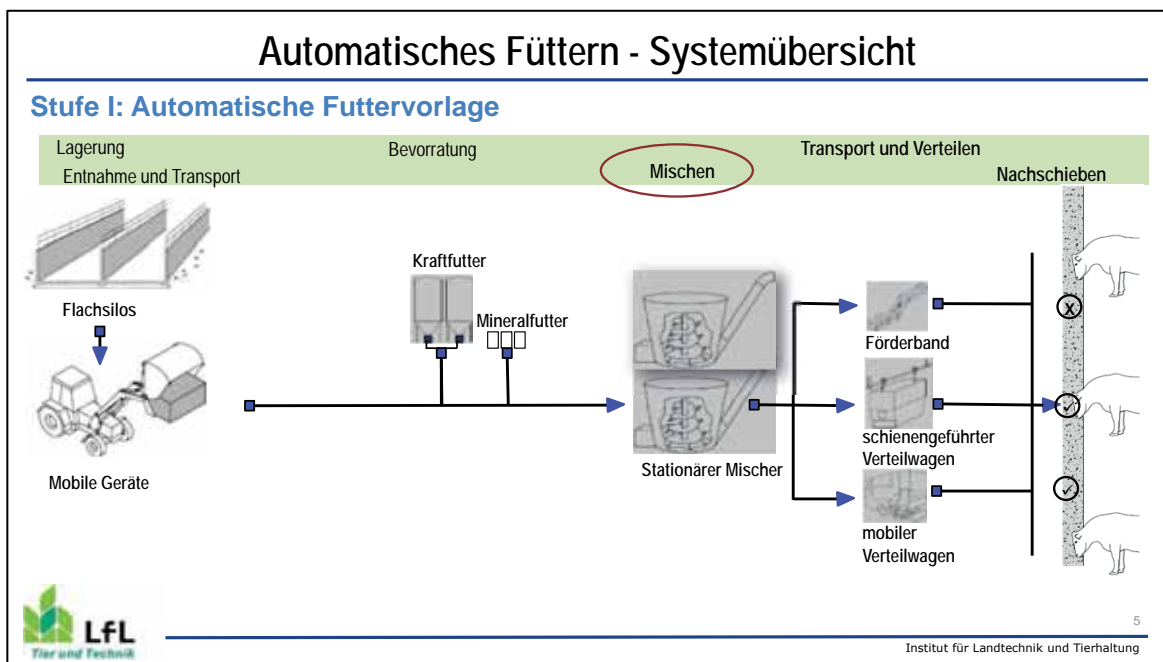 Automatisches Füttern - Systemübersicht
Stufe I: Automatische Futtervorlage
Lagerung
Entnahme und Transport
Bevorratung
Mischen
Transport und Verteilen
Nachschieben
Flachsilos
Mobile Geräte
Kraftfutter
Mineralfutter
Stationärer Mischer
Förderband
schienengeführter
Verteilwagen
mobiler
Verteilwagen
X
✓
✓
LfL
Tier und Technik
5
Institut für Landtechnik und Tierhaltung